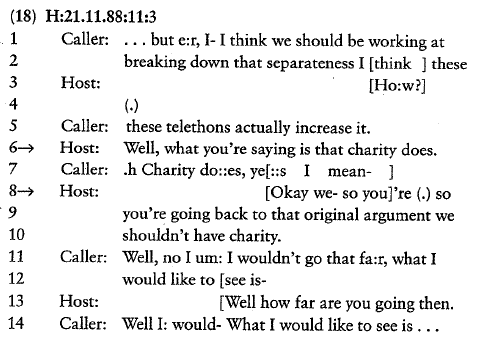 (18) H:21.11.88:11:3
1 Caller: . . . but e:r, I- I think we should be working at
2 breaking down that separateness I [think ] these
3 Host: [Ho:w?]
4 (.)
5 Caller: these telethons actually increase it.
6→ Host: Well, what you're saying is that charity does.
7 Caller: .h Charity do::es, ye[::s I mean- ]
8→ Host: [Okay we- so you]'re (.) so
9 you're going back to that original argument we
10 shouldn't have charity.
11 Caller: Well, no I um: I wouldn't go that fa:r, what I
12 would like to [see is-
13 Host: [Well how far are you going then.
14 Caller: Well I: would- What I would like to see is . . .